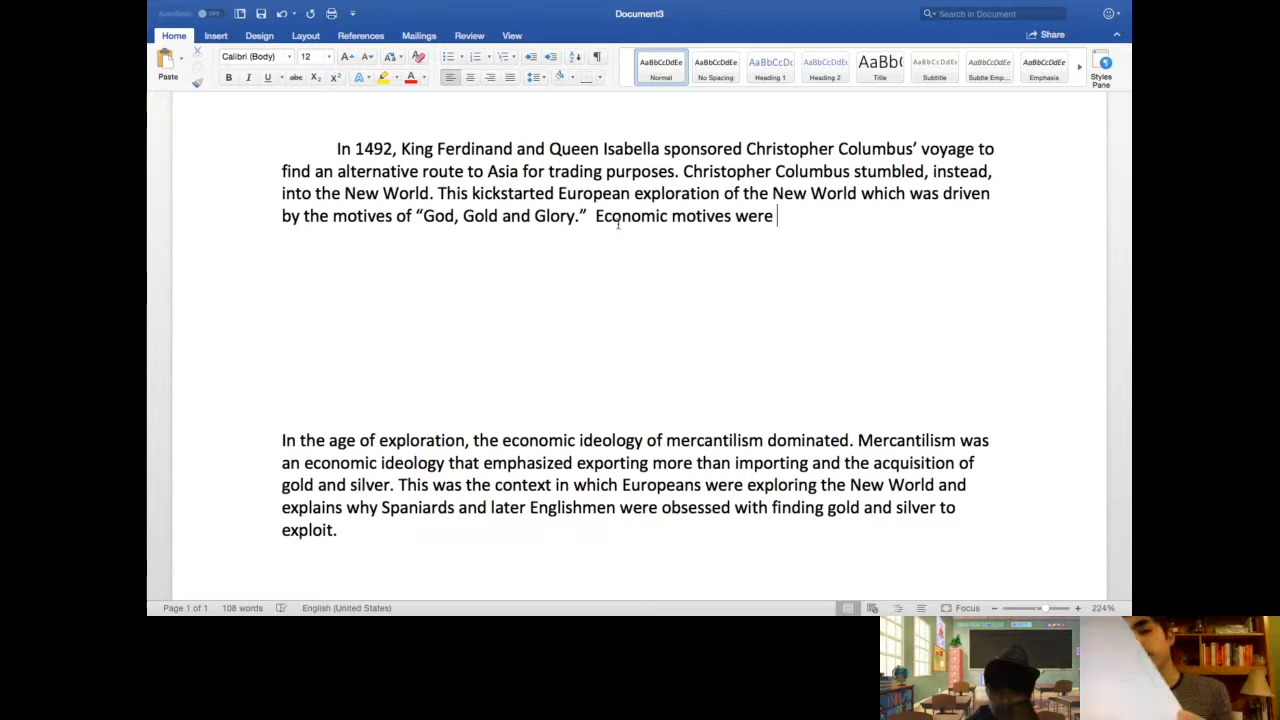 AutoSave OFF
Document3
Search in Document
Home Insert Design Layout References Mailings Review View
Share
Paste
Calibri (Body) 12
B I U abc X₂ X² A A
AaBbCcDdEe AaBbCcDdEe AaBbCcDc AaBbCcDdEe AaBb( AaBbCcDdEe AaBbCcDdEe AaBbCcDdEe
Normal No Spacing Heading 1 Heading 2 Title Subtitle Subtle Emp... Emphasis
Styles
Pane
In 1492, King Ferdinand and Queen Isabella sponsored Christopher Columbus’ voyage to
find an alternative route to Asia for trading purposes. Christopher Columbus stumbled, instead,
into the New World. This kickstarted European exploration of the New World which was driven
by the motives of “God, Gold and Glory.” Economic motives were
In the age of exploration, the economic ideology of mercantilism dominated. Mercantilism was
an economic ideology that emphasized exporting more than importing and the acquisition of
gold and silver. This was the context in which Europeans were exploring the New World and
explains why Spaniards and later Englishmen were obsessed with finding gold and silver to
exploit.
Page 1 of 1 108 words English (United States) Focus 224%